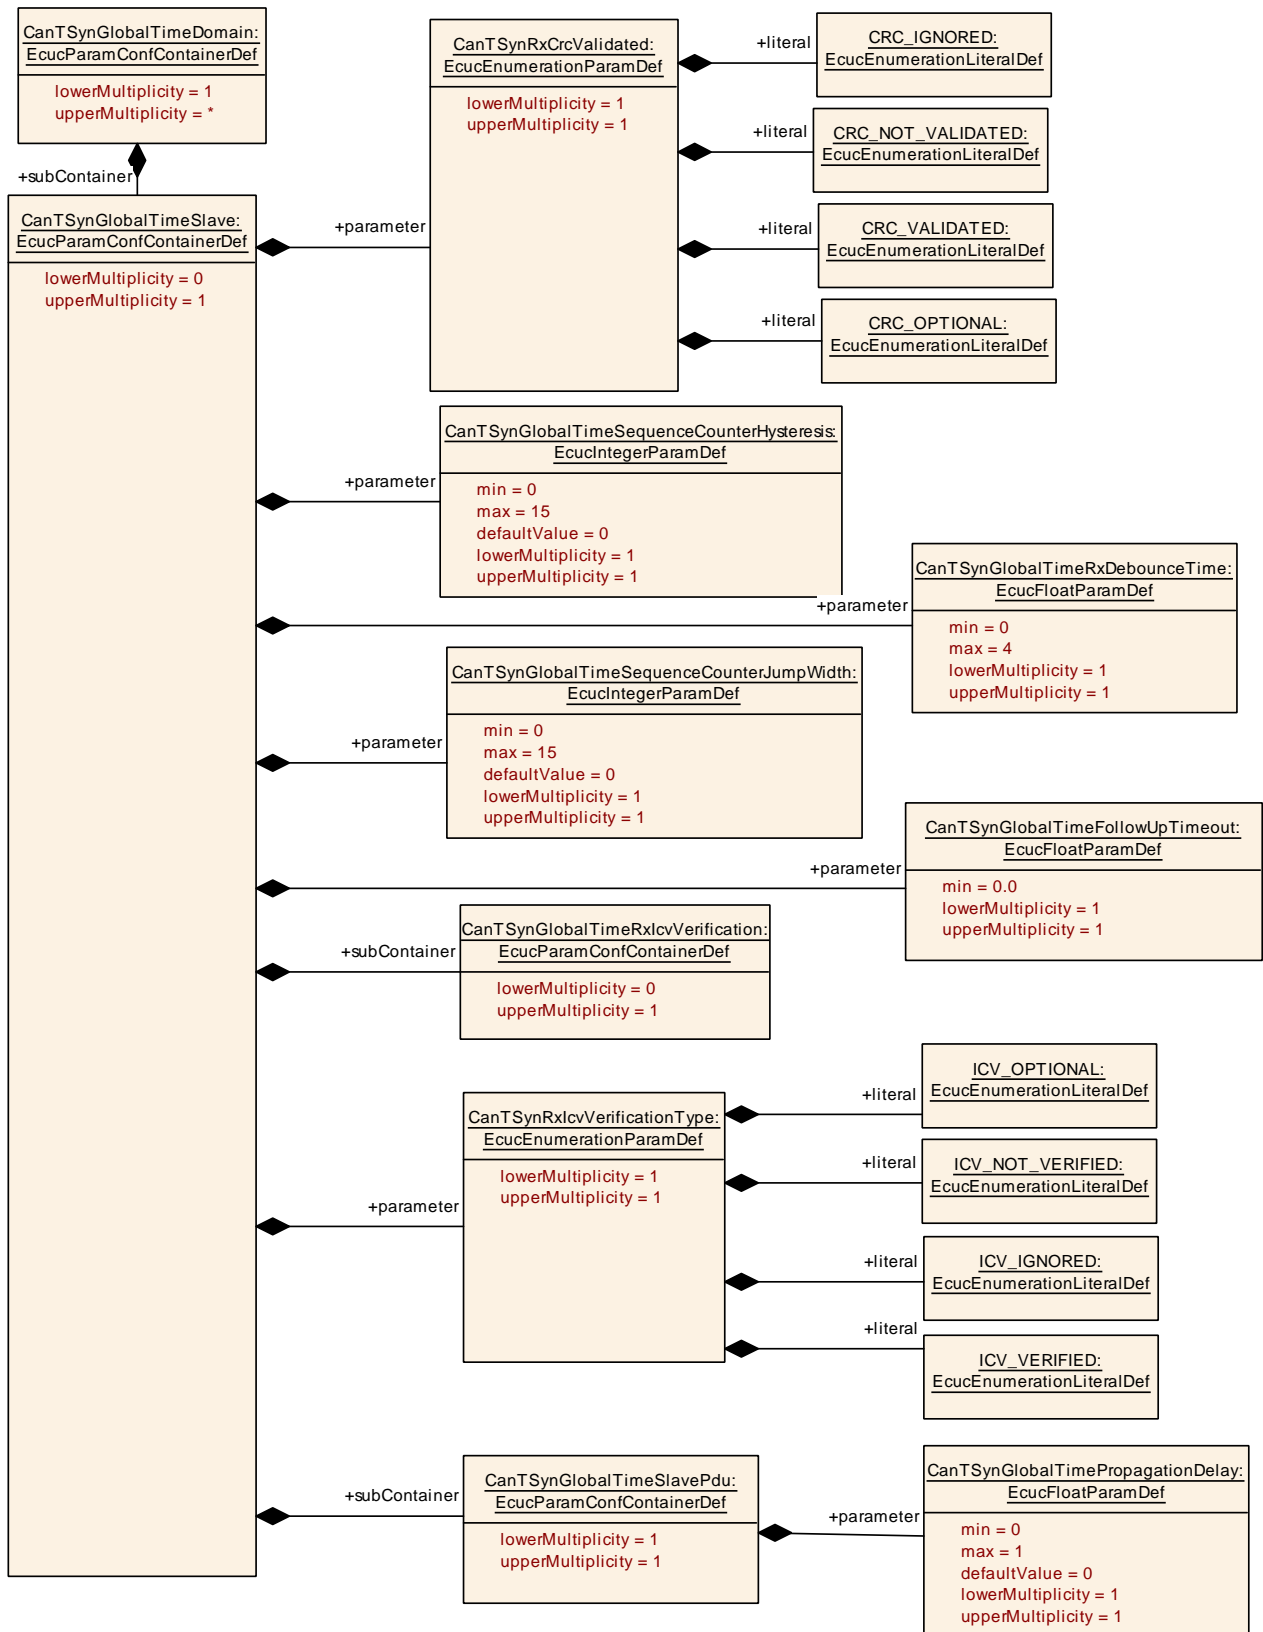 CanTSynGlobalTimeDomain:
EcucParamConfContainerDef
lowerMultiplicity = 1
upperMultiplicity = *
+subContainer
CanTSynGlobalTimeSlave:
EcucParamConfContainerDef
lowerMultiplicity = 0
upperMultiplicity = 1
+parameter
CanTSynRxCrcValidated:
EcucEnumerationParamDef
lowerMultiplicity = 1
upperMultiplicity = 1
+literal
CRC_IGNORED:
EcucEnumerationLiteralDef
+literal
CRC_NOT_VALIDATED:
EcucEnumerationLiteralDef
+literal
CRC_VALIDATED:
EcucEnumerationLiteralDef
+literal
CRC_OPTIONAL:
EcucEnumerationLiteralDef
+parameter
CanTSynGlobalTimeSequenceCounterHysteresis:
EcucIntegerParamDef
min = 0
max = 15
defaultValue = 0
lowerMultiplicity = 1
upperMultiplicity = 1
+parameter
CanTSynGlobalTimeRxDebounceTime:
EcucFloatParamDef
min = 0
max = 4
lowerMultiplicity = 1
upperMultiplicity = 1
+parameter
CanTSynGlobalTimeSequenceCounterJumpWidth:
EcucIntegerParamDef
min = 0
max = 15
defaultValue = 0
lowerMultiplicity = 1
upperMultiplicity = 1
+parameter
CanTSynGlobalTimeFollowUpTimeout:
EcucFloatParamDef
min = 0.0
lowerMultiplicity = 1
upperMultiplicity = 1
+subContainer
CanTSynGlobalTimeRxIcvVerification:
EcucParamConfContainerDef
lowerMultiplicity = 0
upperMultiplicity = 1
+parameter
CanTSynRxIcvVerificationType:
EcucEnumerationParamDef
lowerMultiplicity = 1
upperMultiplicity = 1
+literal
ICV_OPTIONAL:
EcucEnumerationLiteralDef
+literal
ICV_NOT_VERIFIED:
EcucEnumerationLiteralDef
+literal
ICV_IGNORED:
EcucEnumerationLiteralDef
+literal
ICV_VERIFIED:
EcucEnumerationLiteralDef
+subContainer
CanTSynGlobalTimeSlavePdu:
EcucParamConfContainerDef
lowerMultiplicity = 1
upperMultiplicity = 1
+parameter
CanTSynGlobalTimePropagationDelay:
EcucFloatParamDef
min = 0
max = 1
defaultValue = 0
lowerMultiplicity = 1
upperMultiplicity = 1